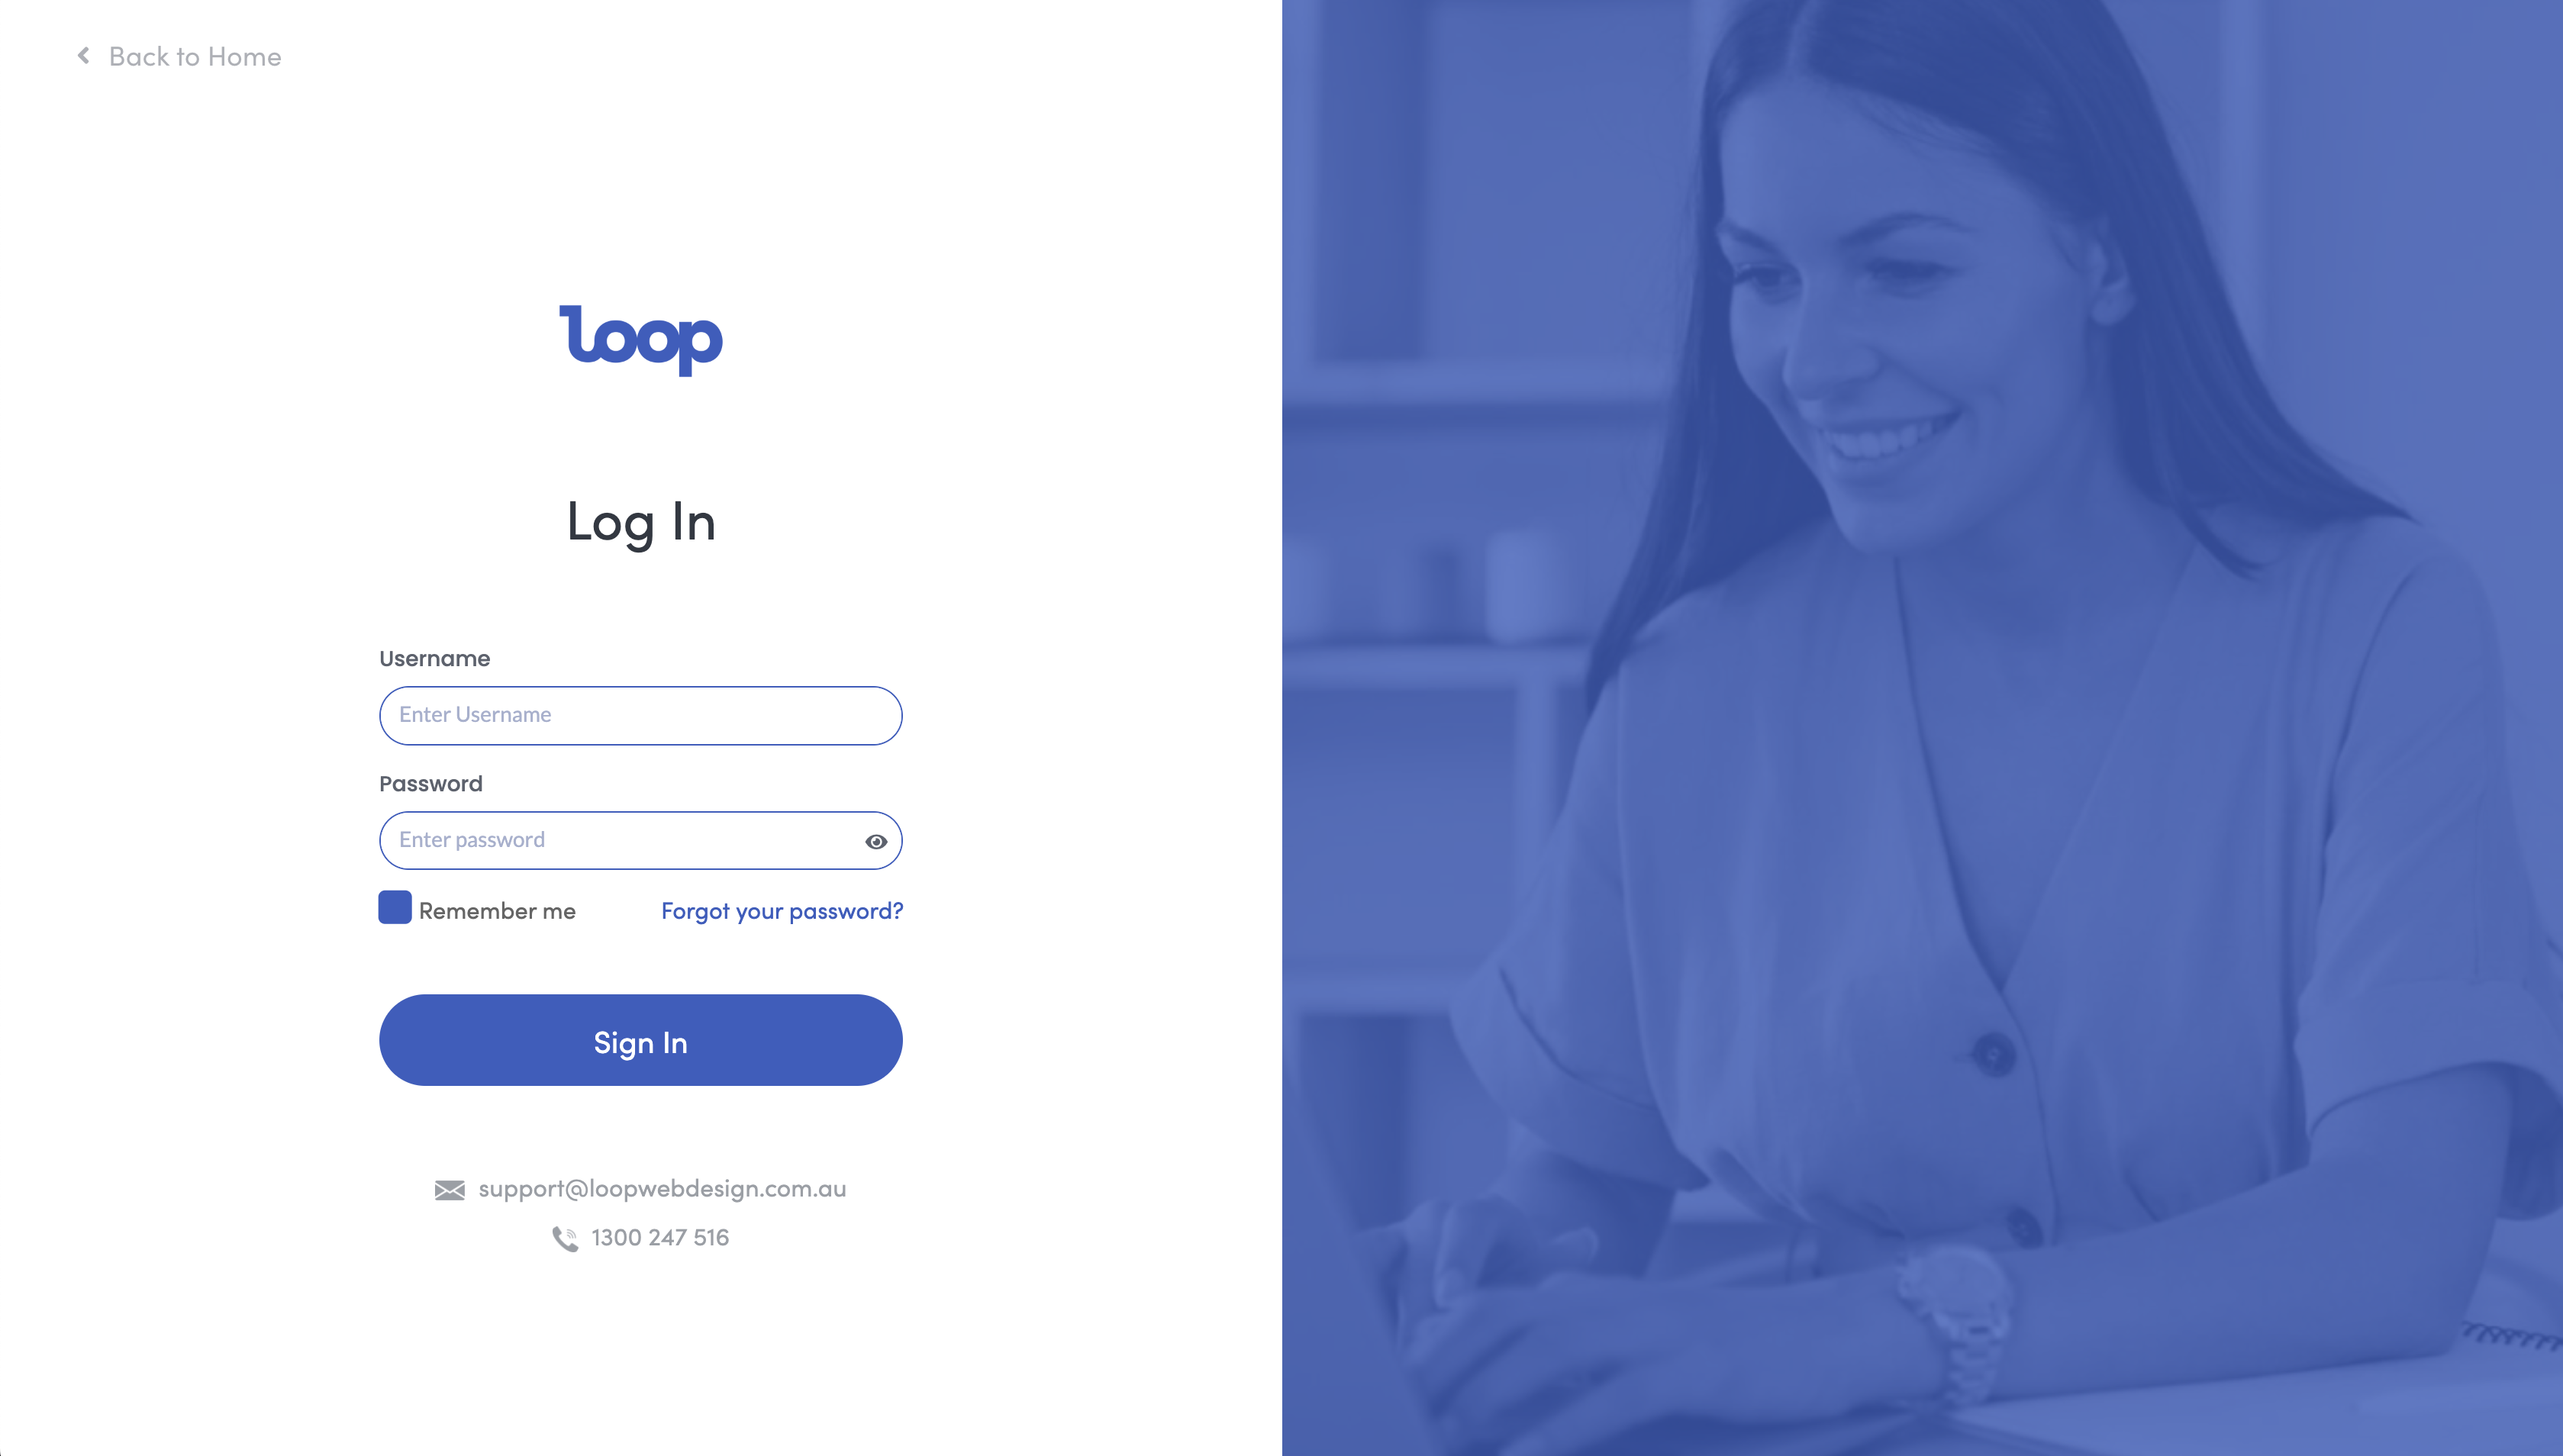 Back to Home
loop
Log In
Username
Enter Username
Password
Enter password
Remember me
Forgot your password?
Sign In
support@loopwebdesign.com.au
1300 247 516